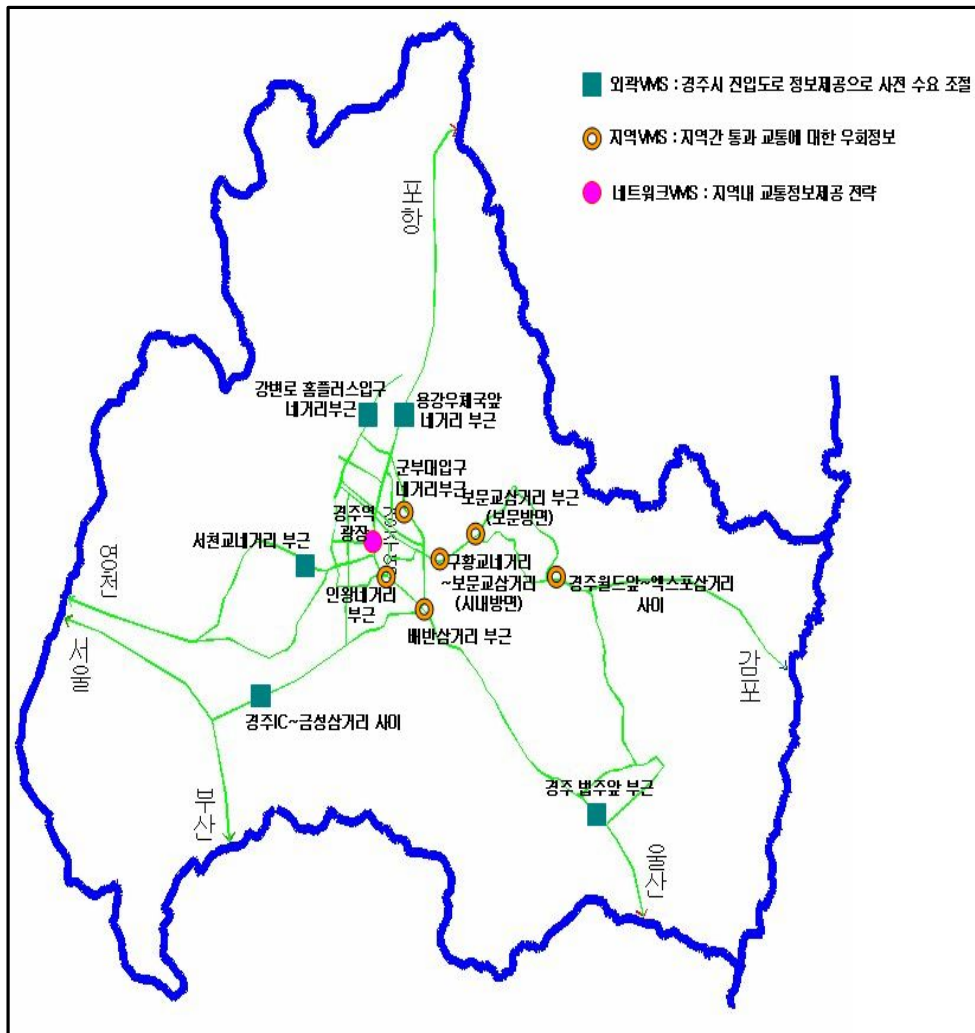 외곽VMS : 경주시 진입도로 정보제공으로 사전 수요 조절
지역VMS : 지역간 통과 교통에 대한 우회정보
네트워크VMS : 지역내 교통정보제공 전략
포항
강변로 홈플러스입구
네거리부근
용강우체국앞
네거리 부근
군부대입구
네거리부근
보문교삼거리 부근
(보문방면)
경주역
광장
경주역
서천교네거리 부근
구황교네거리
~보문교삼거리
(시내방면)
경주월드앞~엑스포삼거리
사이
인왕네거리
부근
배반삼거리 부근
영천
서울
감포
경주IC~금성삼거리 사이
경주 법주앞 부근
부산
울산